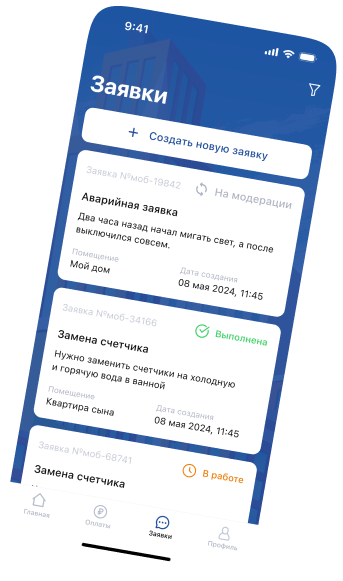 9:41
Заявки
+ Создать новую заявку
Заявка №моб-19842
На модерации
Аварийная заявка
Два часа назад начал мигать свет, а после
выключился совсем.
Помещение
Дата создания
Мой дом
08 мая 2024, 11:45
Заявка №моб-34166
Выполнена
Замена счетчика
Нужно заменить счетчики на холодную
и горячую вода в ванной
Помещение
Дата создания
Квартира сына
08 мая 2024, 11:45
Заявка №моб-68741
В работе
Замена счетчика
Главная
Оплаты
Заявки
Профиль